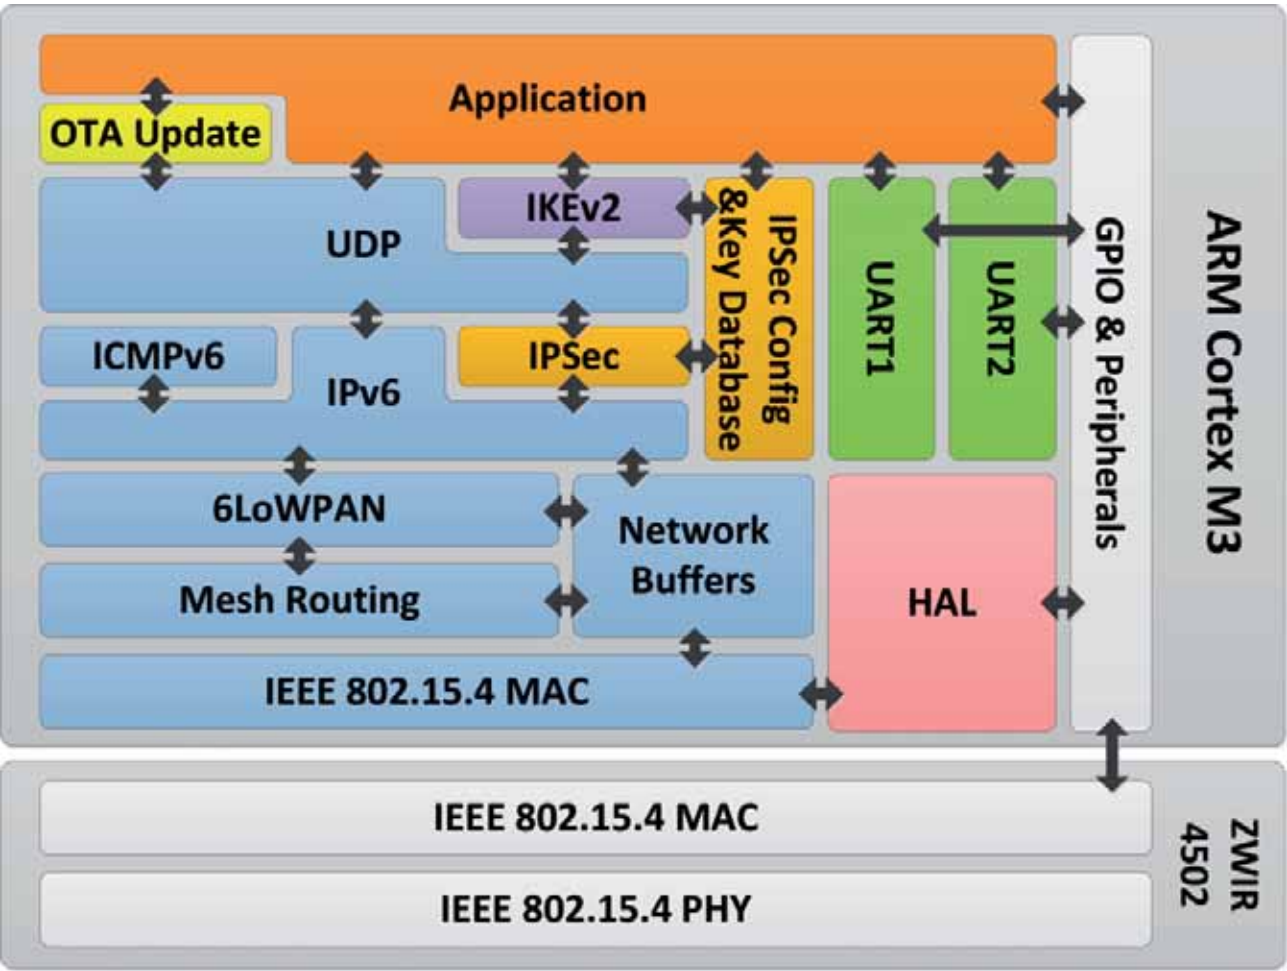 Application
OTA Update
UDP
IKEv2
IPSec Config
&Key Database
UART1
UART2
GPIO & Peripherals
ARM Cortex M3
ICMPv6
IPv6
IPSec
6LoWPAN
Network
Buffers
Mesh Routing
HAL
IEEE 802.15.4 MAC
IEEE 802.15.4 MAC
IEEE 802.15.4 PHY
ZWIR
4502